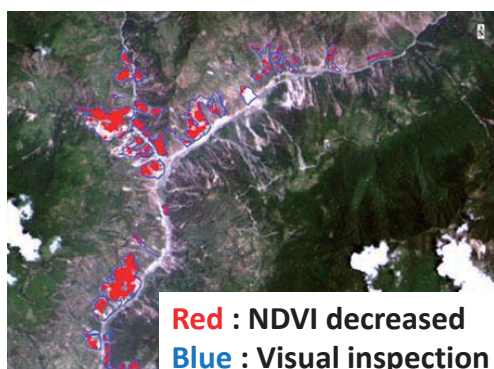 Red : NDVI decreased
Blue : Visual inspection